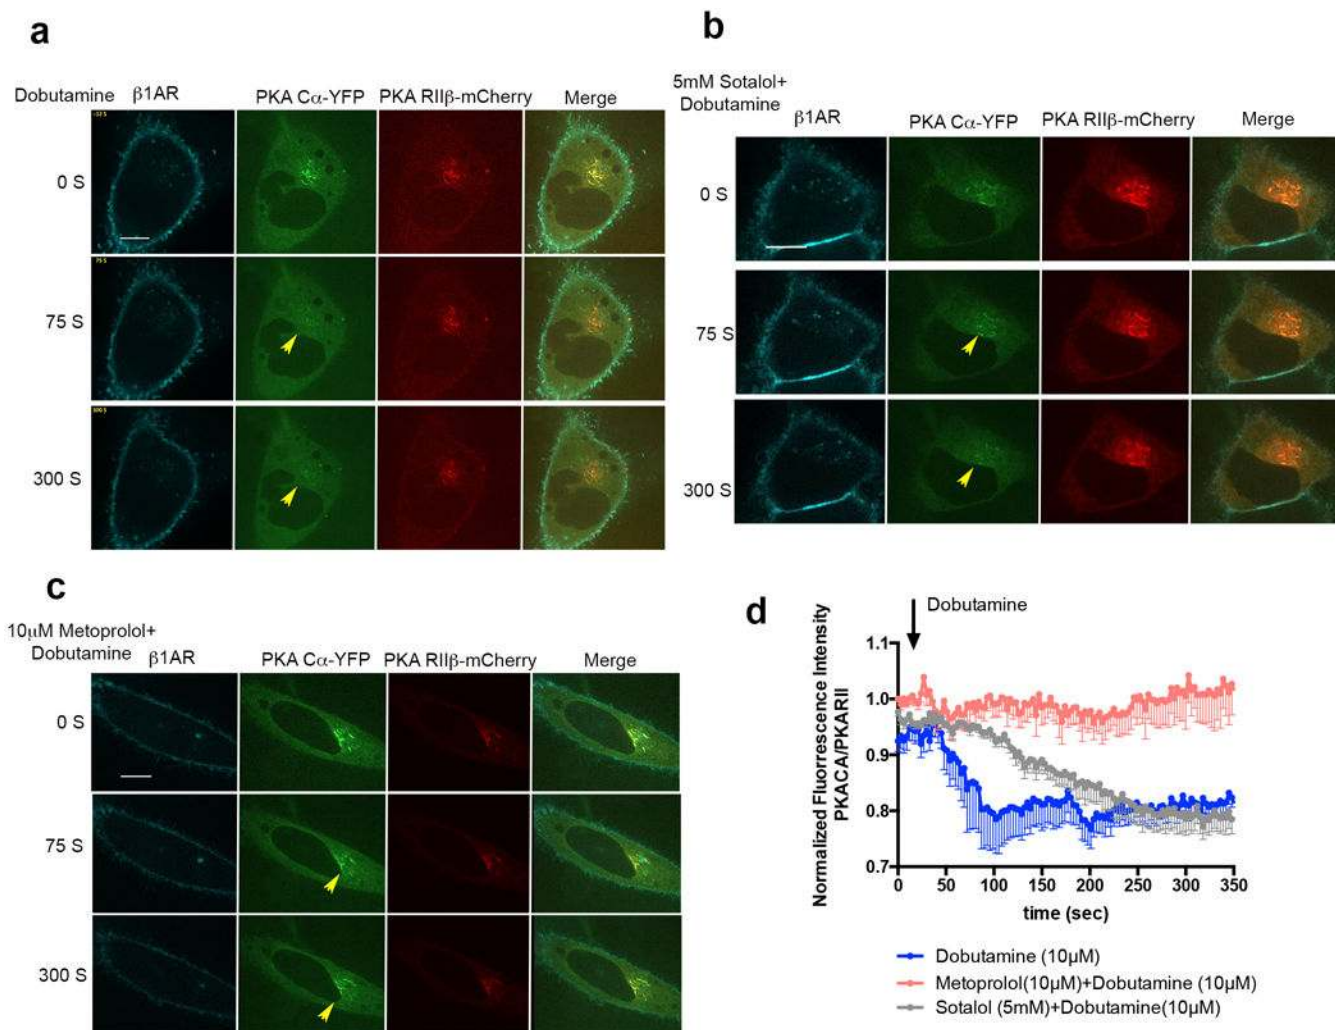 a
Dobutamine β1AR PKA Cα-YFP PKA RIIβ-mCherry Merge
0 S
75 S
75 S
300 S
300 S
b
5mM Sotalol+
Dobutamine
β1AR PKA Cα-YFP PKA RIIβ-mCherry Merge
0 S
75 S
300 S
c
10μM Metoprolol+
Dobutamine β1AR PKA Cα-YFP PKA RIIβ-mCherry Merge
0 S
75 S
300 S
d
Dobutamine
Normalized Fluorescence Intensity
PKACA/PKARII
1.1
1.0
0.9
0.8
0.7
0 50 100 150 200 250 300 350
time (sec)
Dobutamine (10μM)
Metoprolol(10μM)+Dobutamine (10μM)
Sotalol (5mM)+Dobutamine(10μM)